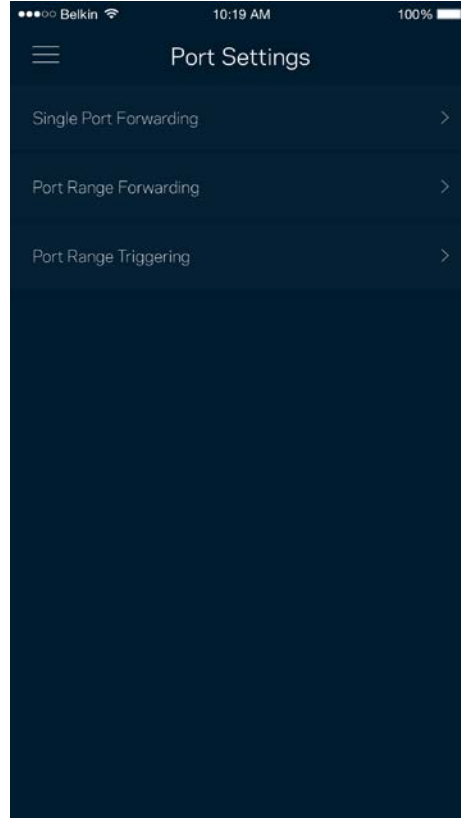 Belkin 10:19 AM 100%
Port Settings
Single Port Forwarding
Port Range Forwarding
Port Range Triggering